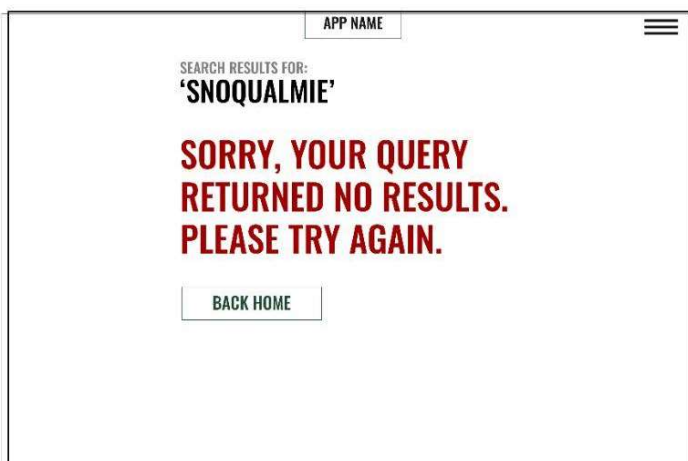 APP NAME
SEARCH RESULTS FOR:
‘SNOQUALMIE’
SORRY, YOUR QUERY
RETURNED NO RESULTS.
PLEASE TRY AGAIN.
BACK HOME